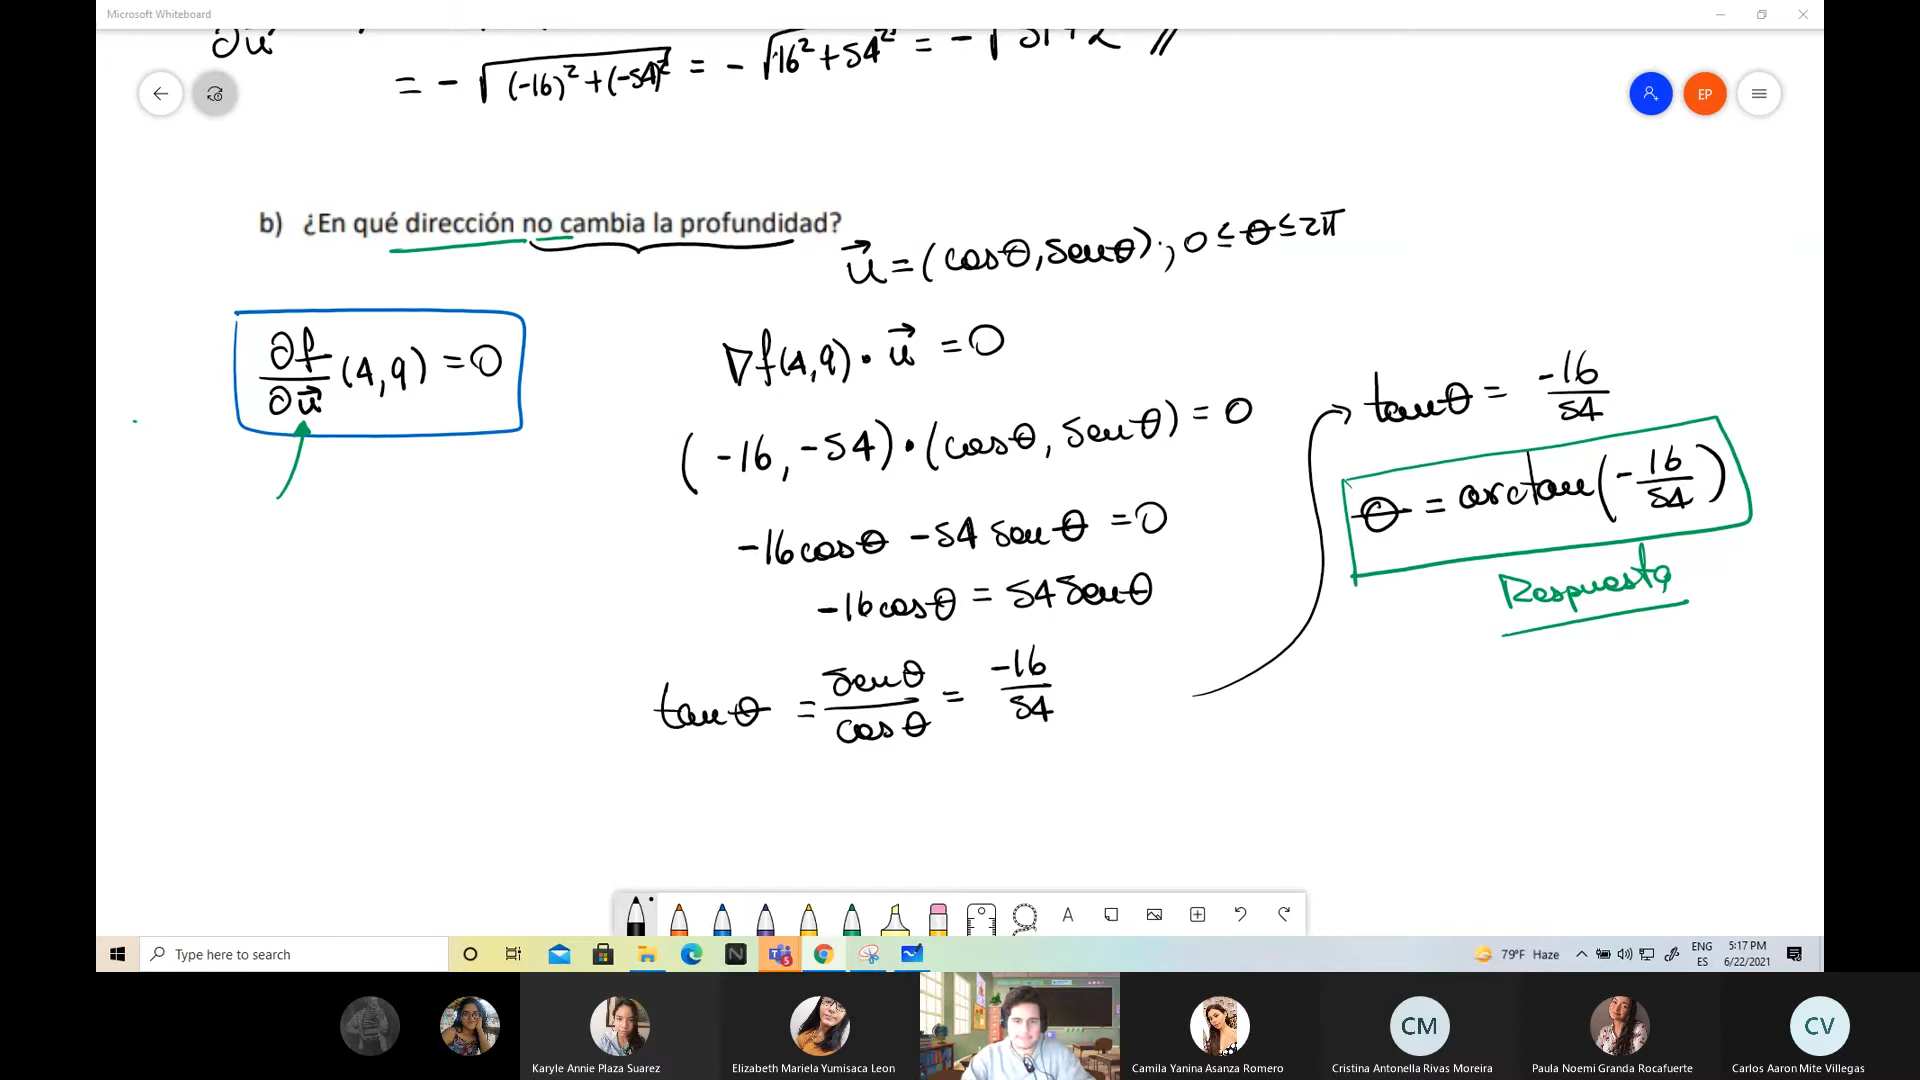 Microsoft Whiteboard
∂u
= - √(-16)² + (-54)² = - √16² + 54² = - √3172 //
EP
b) ¿En qué dirección no cambia la profundidad?
u⃗ = (cosθ, senθ); 0 ≤ θ ≤ 2π
∂f/∂u⃗ (4,9) = 0
∇f(4,9) · u⃗ = 0
(-16, -54) · (cosθ, senθ) = 0
-16cosθ - 54 senθ = 0
-16cosθ = 54senθ
tanθ = senθ/cosθ = -16/54
tanθ = -16/54
θ = arctan(-16/54)
Respuesta
Type here to search
79°F Haze
ENG
ES
5:17 PM
6/22/2021
Karyle Annie Plaza Suarez
Elizabeth Mariela Yumisaca Leon
Camila Yanina Asanza Romero
CM
Cristina Antonella Rivas Moreira
Paula Noemi Granda Rocafuerte
CV
Carlos Aaron Mite Villegas